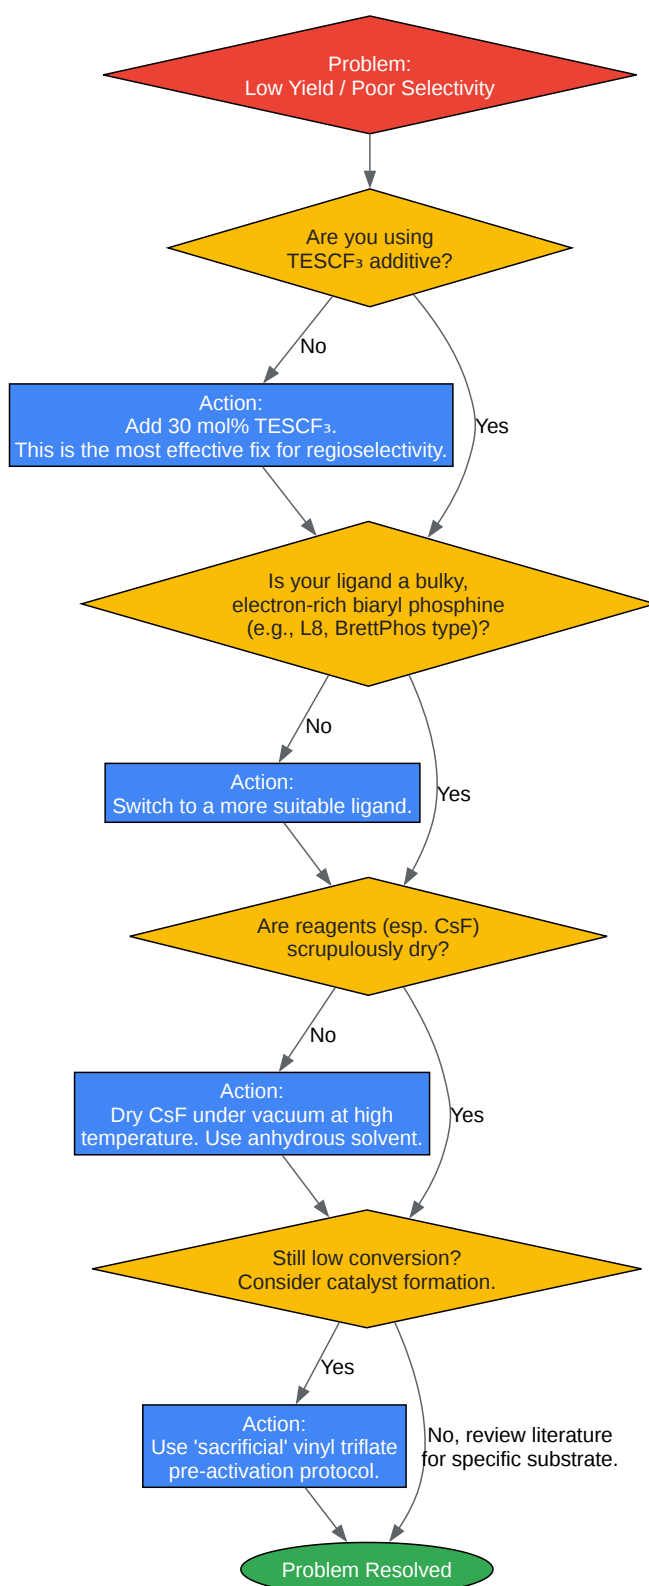 Problem:
Low Yield / Poor Selectivity
Are you using
TESCF₃ additive?
No
Yes
Action:
Add 30 mol% TESCF₃.
This is the most effective fix for regioselectivity.
Is your ligand a bulky,
electron-rich biaryl phosphine
(e.g., L8, BrettPhos type)?
No
Yes
Action:
Switch to a more suitable ligand.
Are reagents (esp. CsF)
scrupulously dry?
No
Yes
Action:
Dry CsF under vacuum at high
temperature. Use anhydrous solvent.
Still low conversion?
Consider catalyst formation.
Yes
No, review literature
for specific substrate.
Action:
Use 'sacrificial' vinyl triflate
pre-activation protocol.
Problem Resolved